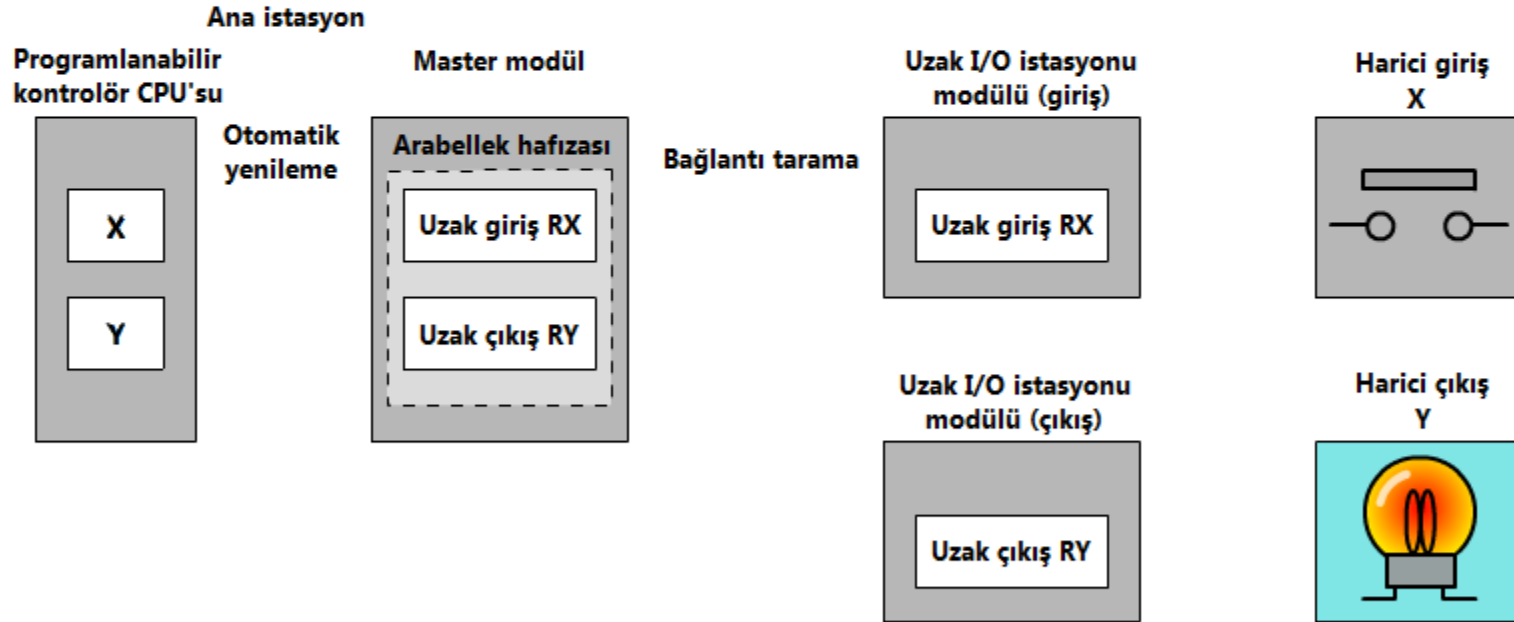 Ana istasyon
Programlanabilir
kontrolör CPU'su
Otomatik
yenileme
X
Y
Master modül
Arabellek hafızası
Uzak giriş RX
Uzak çıkış RY
Bağlantı tarama
Uzak I/O istasyonu
modülü (giriş)
Uzak giriş RX
Harici giriş
X
Uzak I/O istasyonu
modülü (çıkış)
Uzak çıkış RY
Harici çıkış
Y